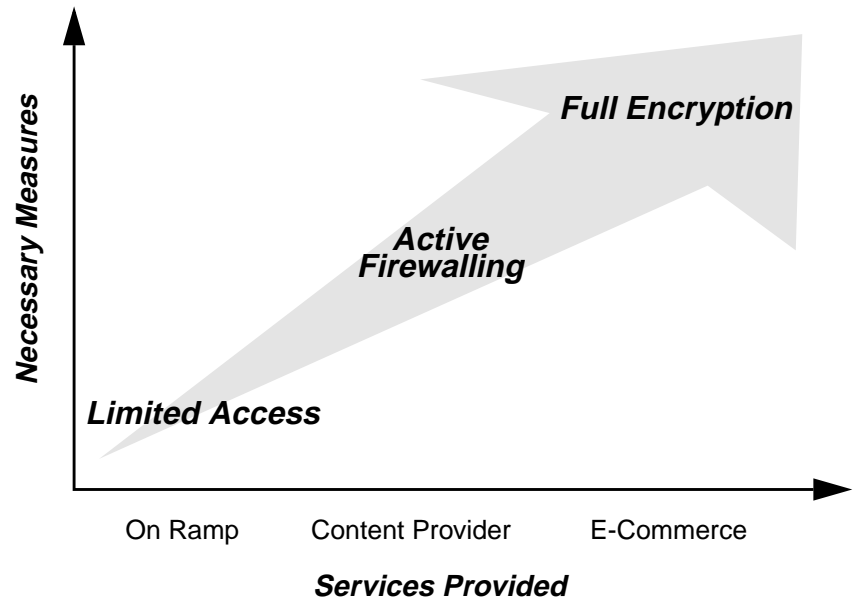 Full Encryption
Active
Firewalling
Limited Access
Necessary Measures
On Ramp Content Provider E-Commerce
Services Provided